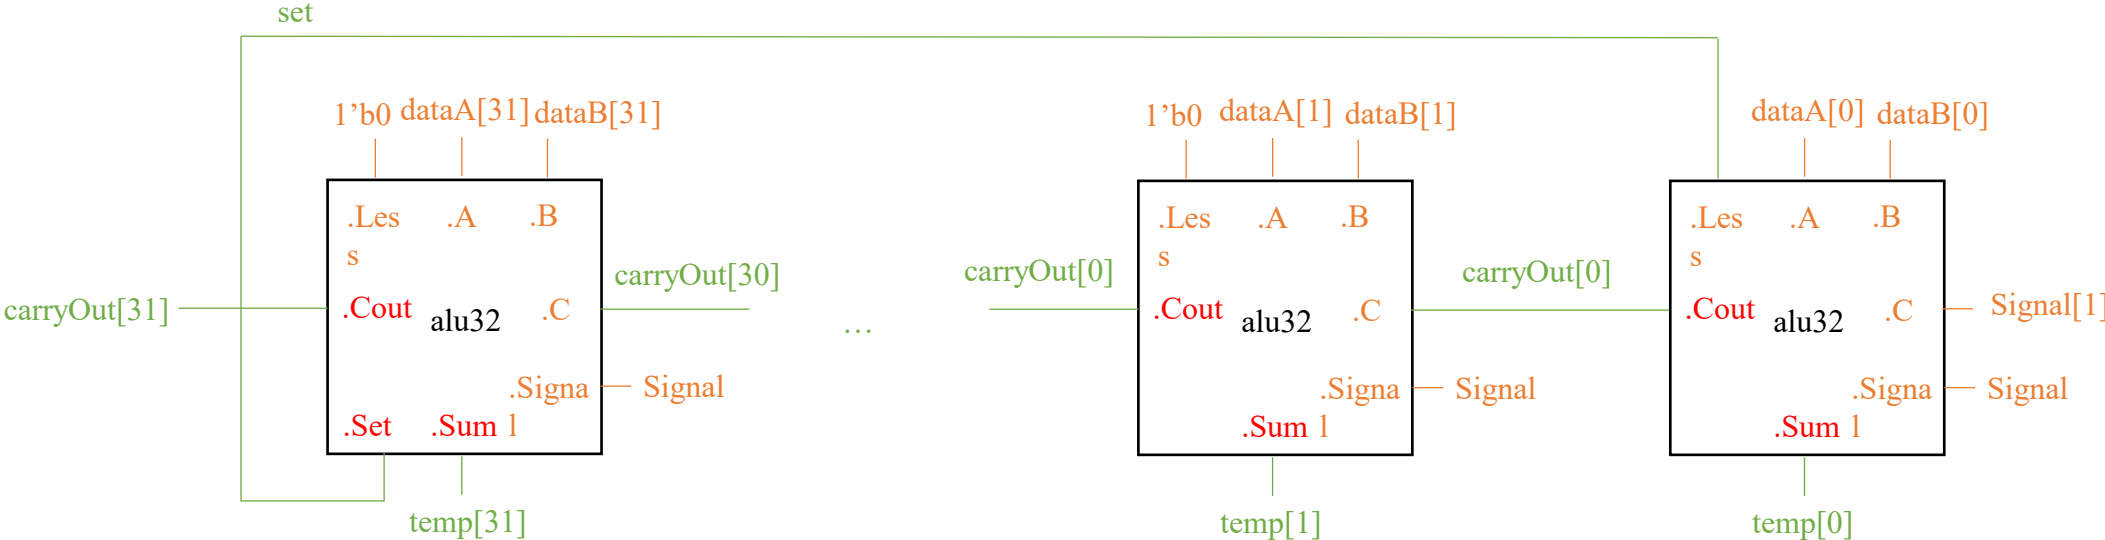 set
1’b0 dataA[31] dataB[31]
1’b0 dataA[1] dataB[1]
dataA[0] dataB[0]
.Les .A .B
s
.Les .A .B
s
.Les .A .B
s
carryOut[31]
.Cout alu32 .C
carryOut[30]
...
carryOut[0]
.Cout alu32 .C
carryOut[0]
.Cout alu32 .C
Signal[1]
.Signa Signal
.Set .Sum l
.Signa Signal
.Sum l
.Signa Signal
.Sum l
temp[31]
temp[1]
temp[0]